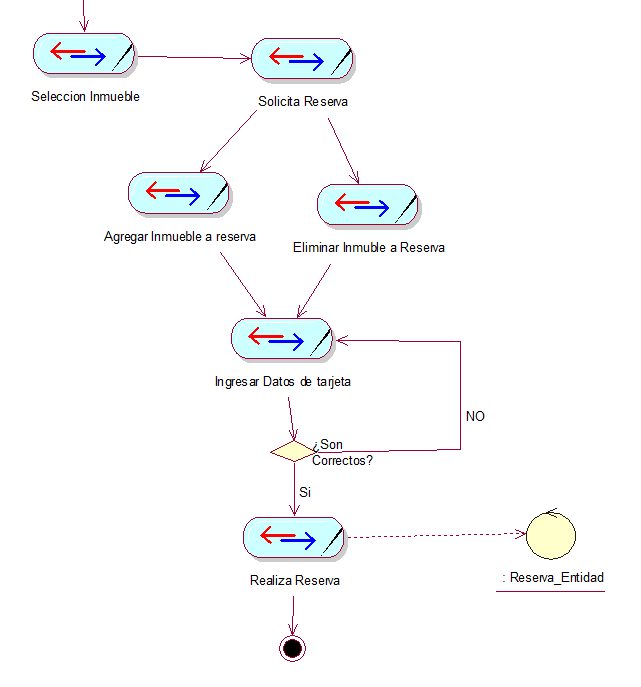 Seleccion Inmueble
Solicita Reserva
Agregar Inmueble a reserva
Eliminar Inmuble a Reserva
Ingresar Datos de tarjeta
¿Son
Correctos?
NO
Si
Realiza Reserva
: Reserva_Entidad